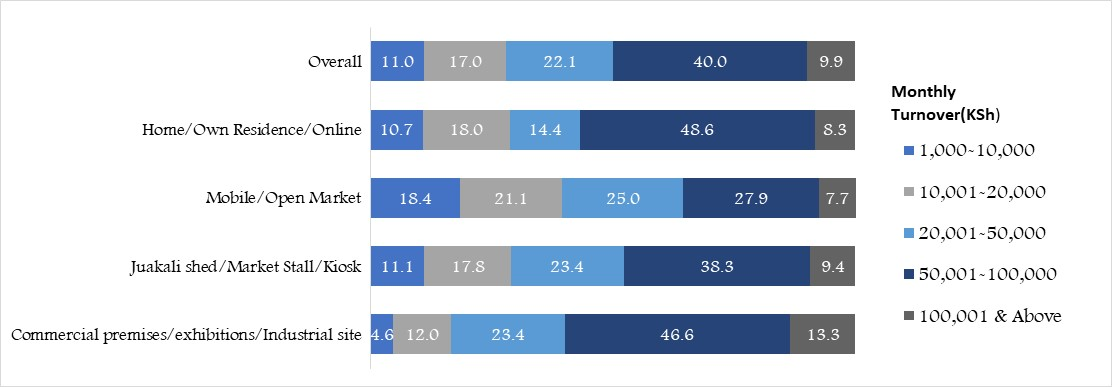 Overall 11.0 17.0 22.1 40.0 9.9
Home/Own Residence/Online 10.7 18.0 14.4 48.6 8.3
Mobile/Open Market 18.4 21.1 25.0 27.9 7.7
Juakali shed/Market Stall/Kiosk 11.1 17.8 23.4 38.3 9.4
Commercial premises/exhibitions/Industrial site 4.6 12.0 23.4 46.6 13.3
Monthly
Turnover(KSh)
1,000~10,000
10,001~20,000
20,001~50,000
50,001~100,000
100,001 & Above